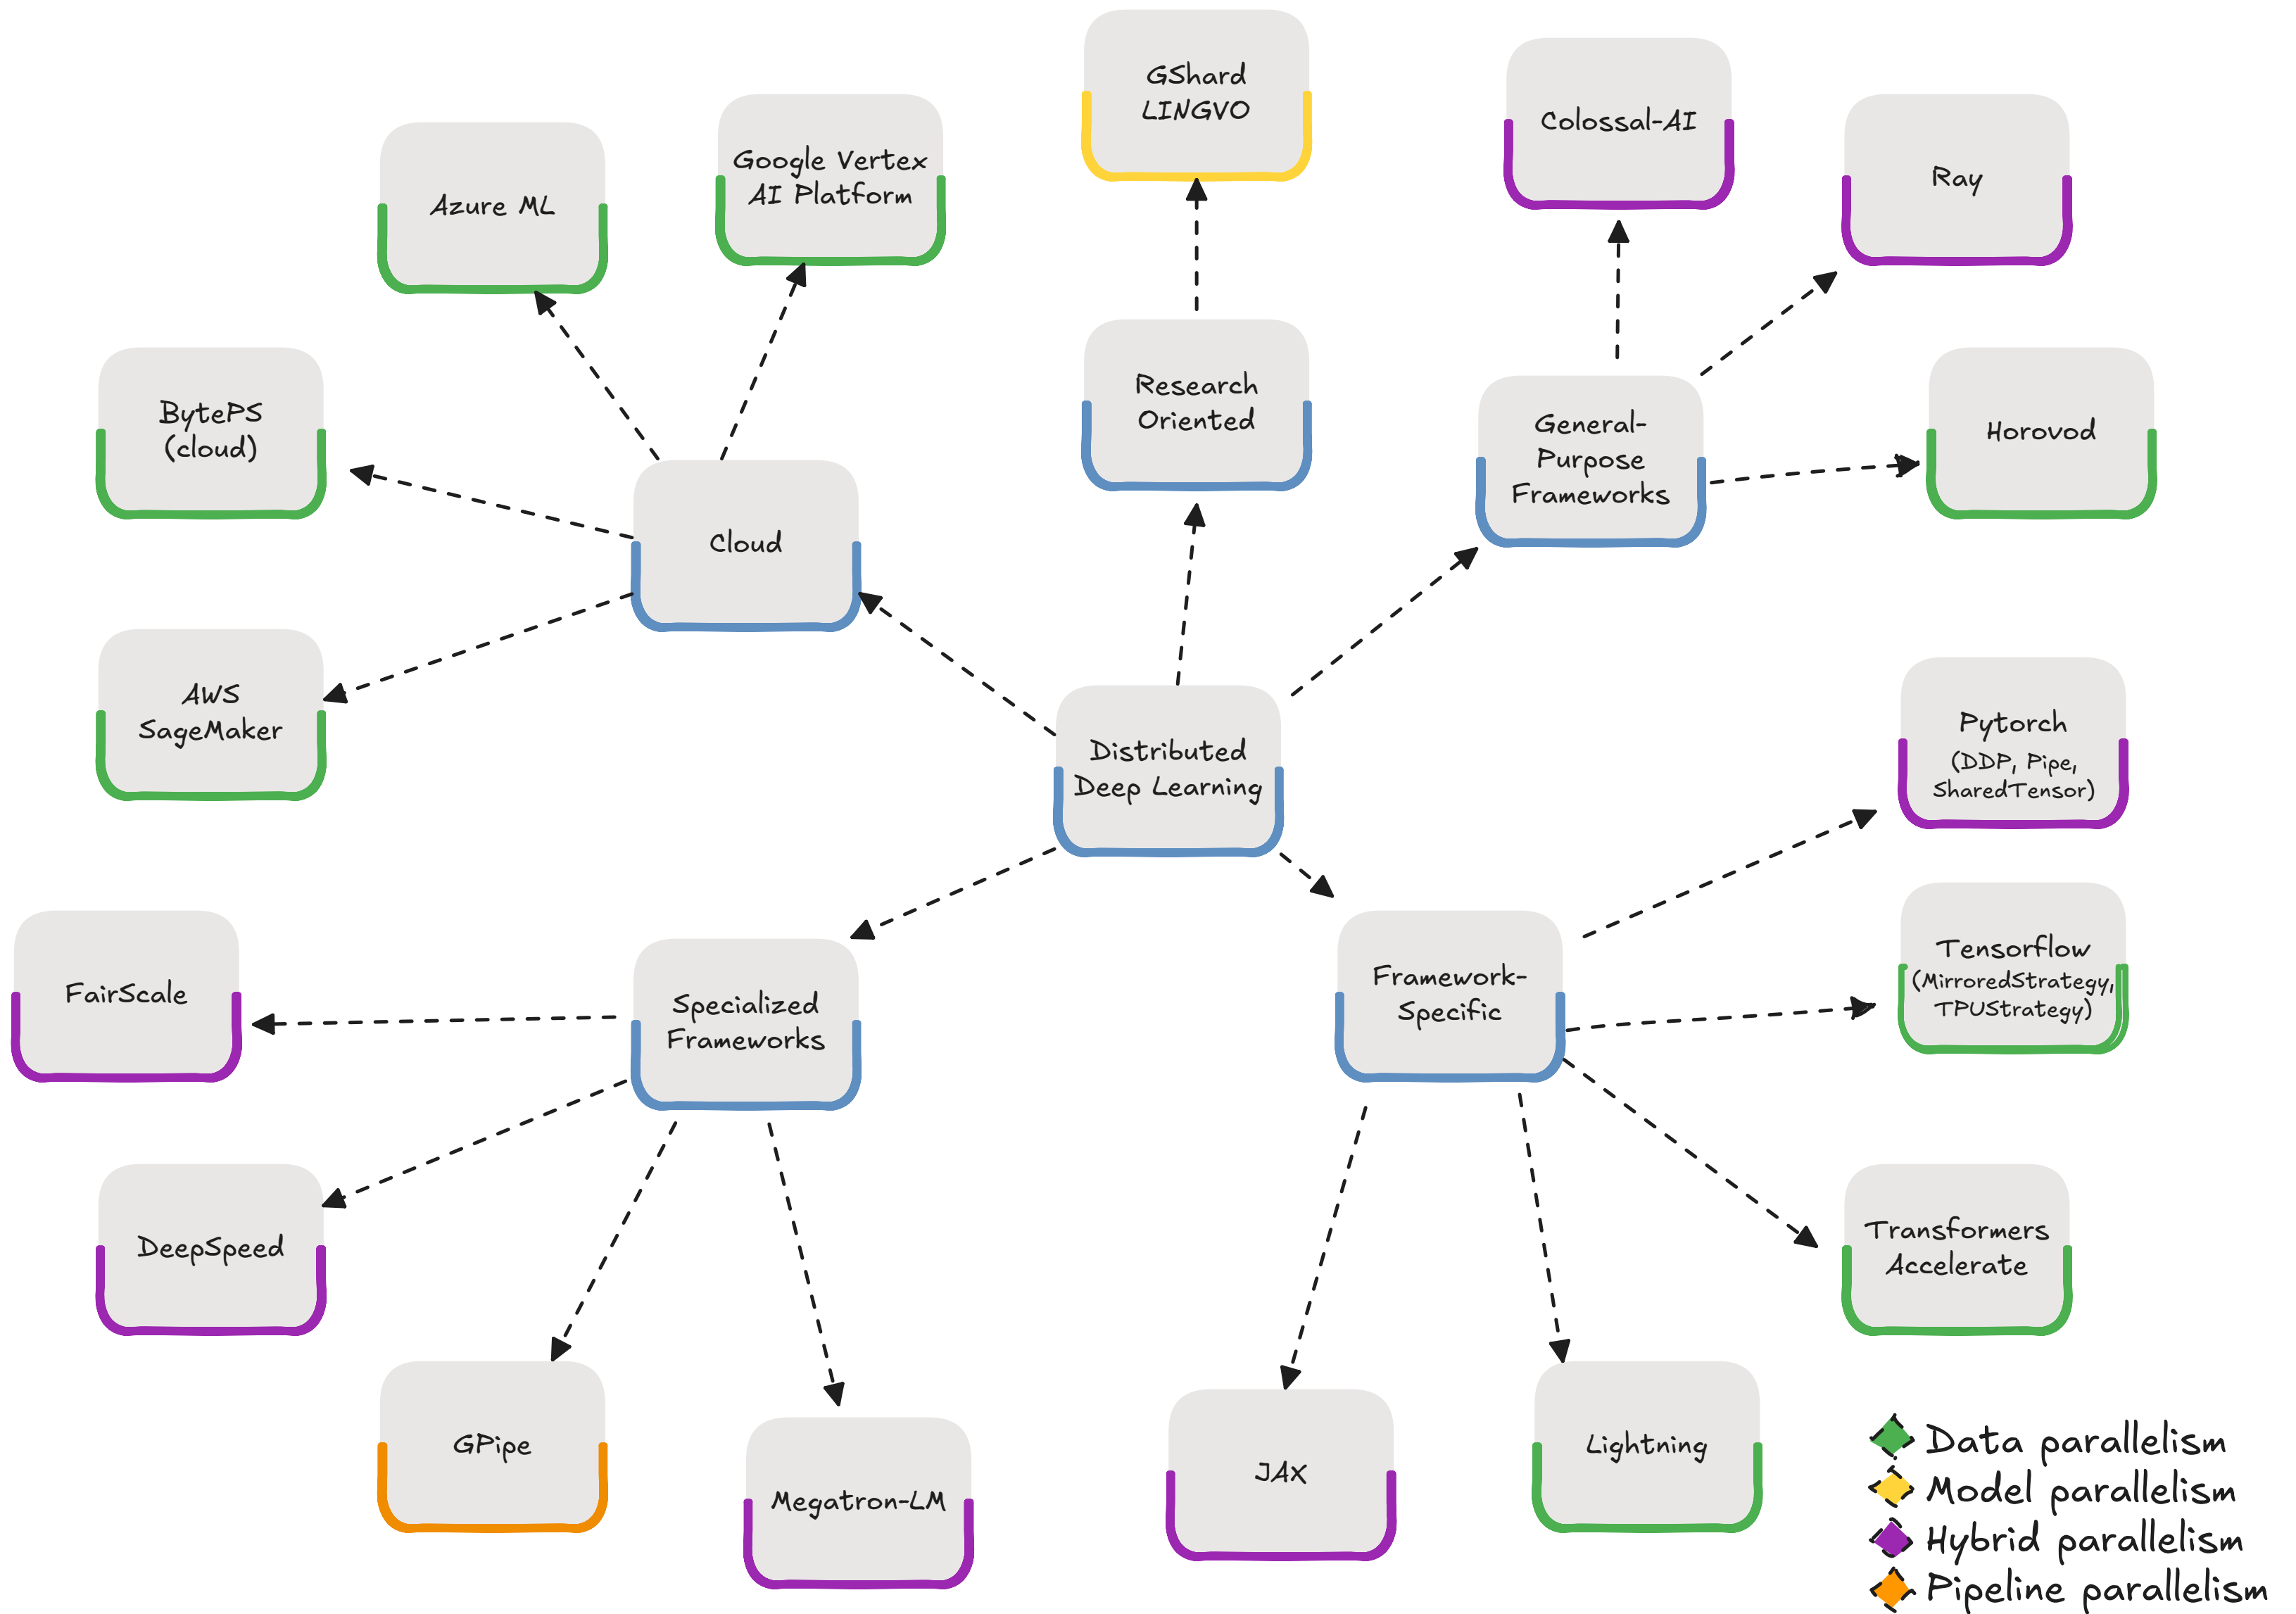 GShard
LINGVO
Colossal-AI
Google Vertex
AI Platform
Ray
Azure ML
Research
Oriented
BytePS
(cloud)
General-
Purpose
Frameworks
Horovod
Cloud
AWS
SageMaker
Distributed
Deep Learning
Pytorch
(DDP, Pipe,
SharedTensor)
FairScale
Specialized
Frameworks
Framework-
Specific
Tensorflow
(MirroredStrategy,
TPUStrategy)
DeepSpeed
Transformers
Accelerate
GPipe
Megatron-LM
JAX
Lightning
Data parallelism
Model parallelism
Hybrid parallelism
Pipeline parallelism